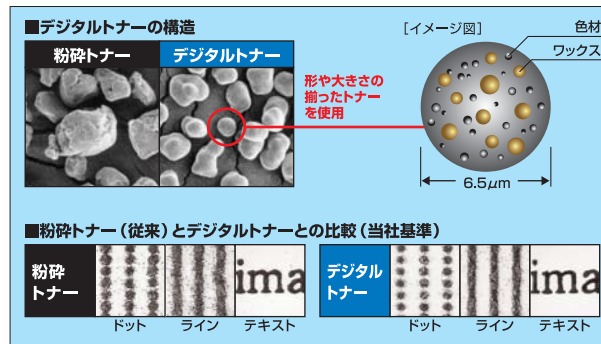 ■デジタルトナーの構造
粉砕トナー
デジタルトナー
形や大きさの
揃ったトナー
を使用
[イメージ図]
色材
ワックス
6.5μm
■粉砕トナー（従来）とデジタルトナーとの比較（当社基準）
粉砕
トナー
ima
ドット
ライン
テキスト
デジタル
トナー
ima
ドット
ライン
テキスト